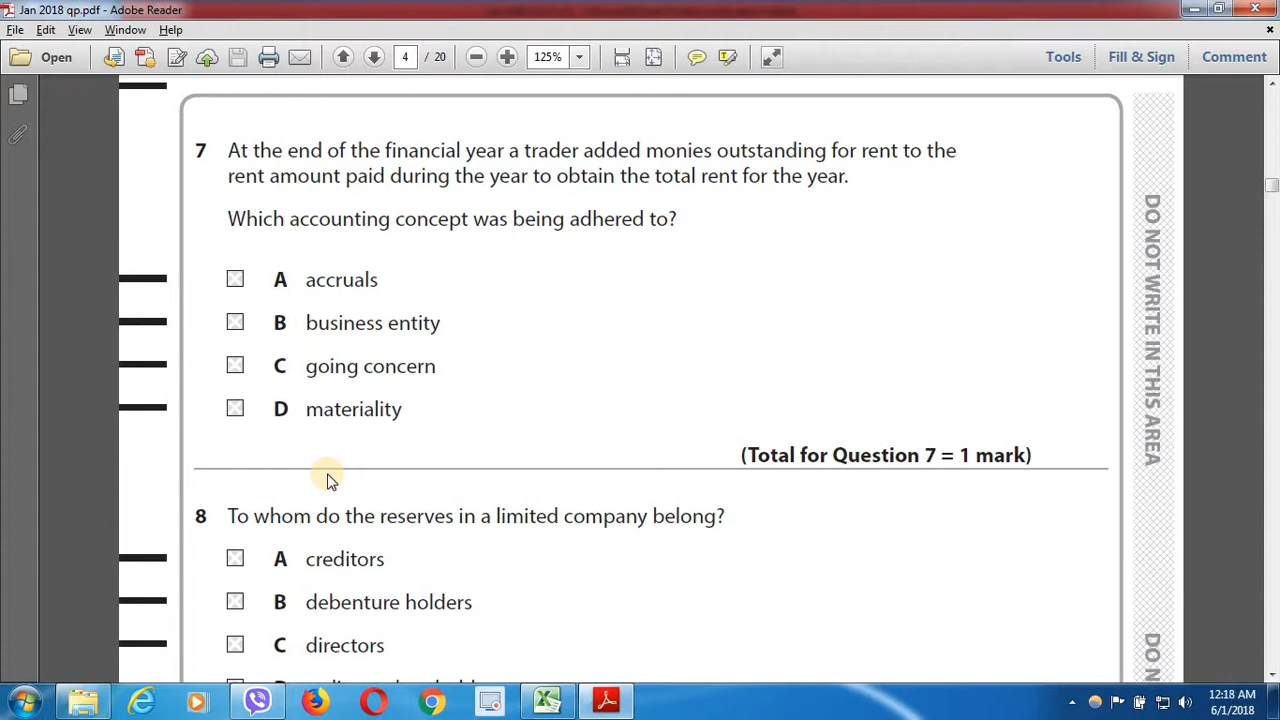 Jan 2018 qp.pdf - Adobe Reader
File Edit View Window Help
Open 4 / 20 125% Tools Fill & Sign Comment
7 At the end of the financial year a trader added monies outstanding for rent to the
rent amount paid during the year to obtain the total rent for the year.
Which accounting concept was being adhered to?
A accruals
B business entity
C going concern
D materiality
(Total for Question 7 = 1 mark)
8 To whom do the reserves in a limited company belong?
A creditors
B debenture holders
C directors
DO NOT WRITE IN THIS AREA
DO N
12:18 AM
6/1/2018